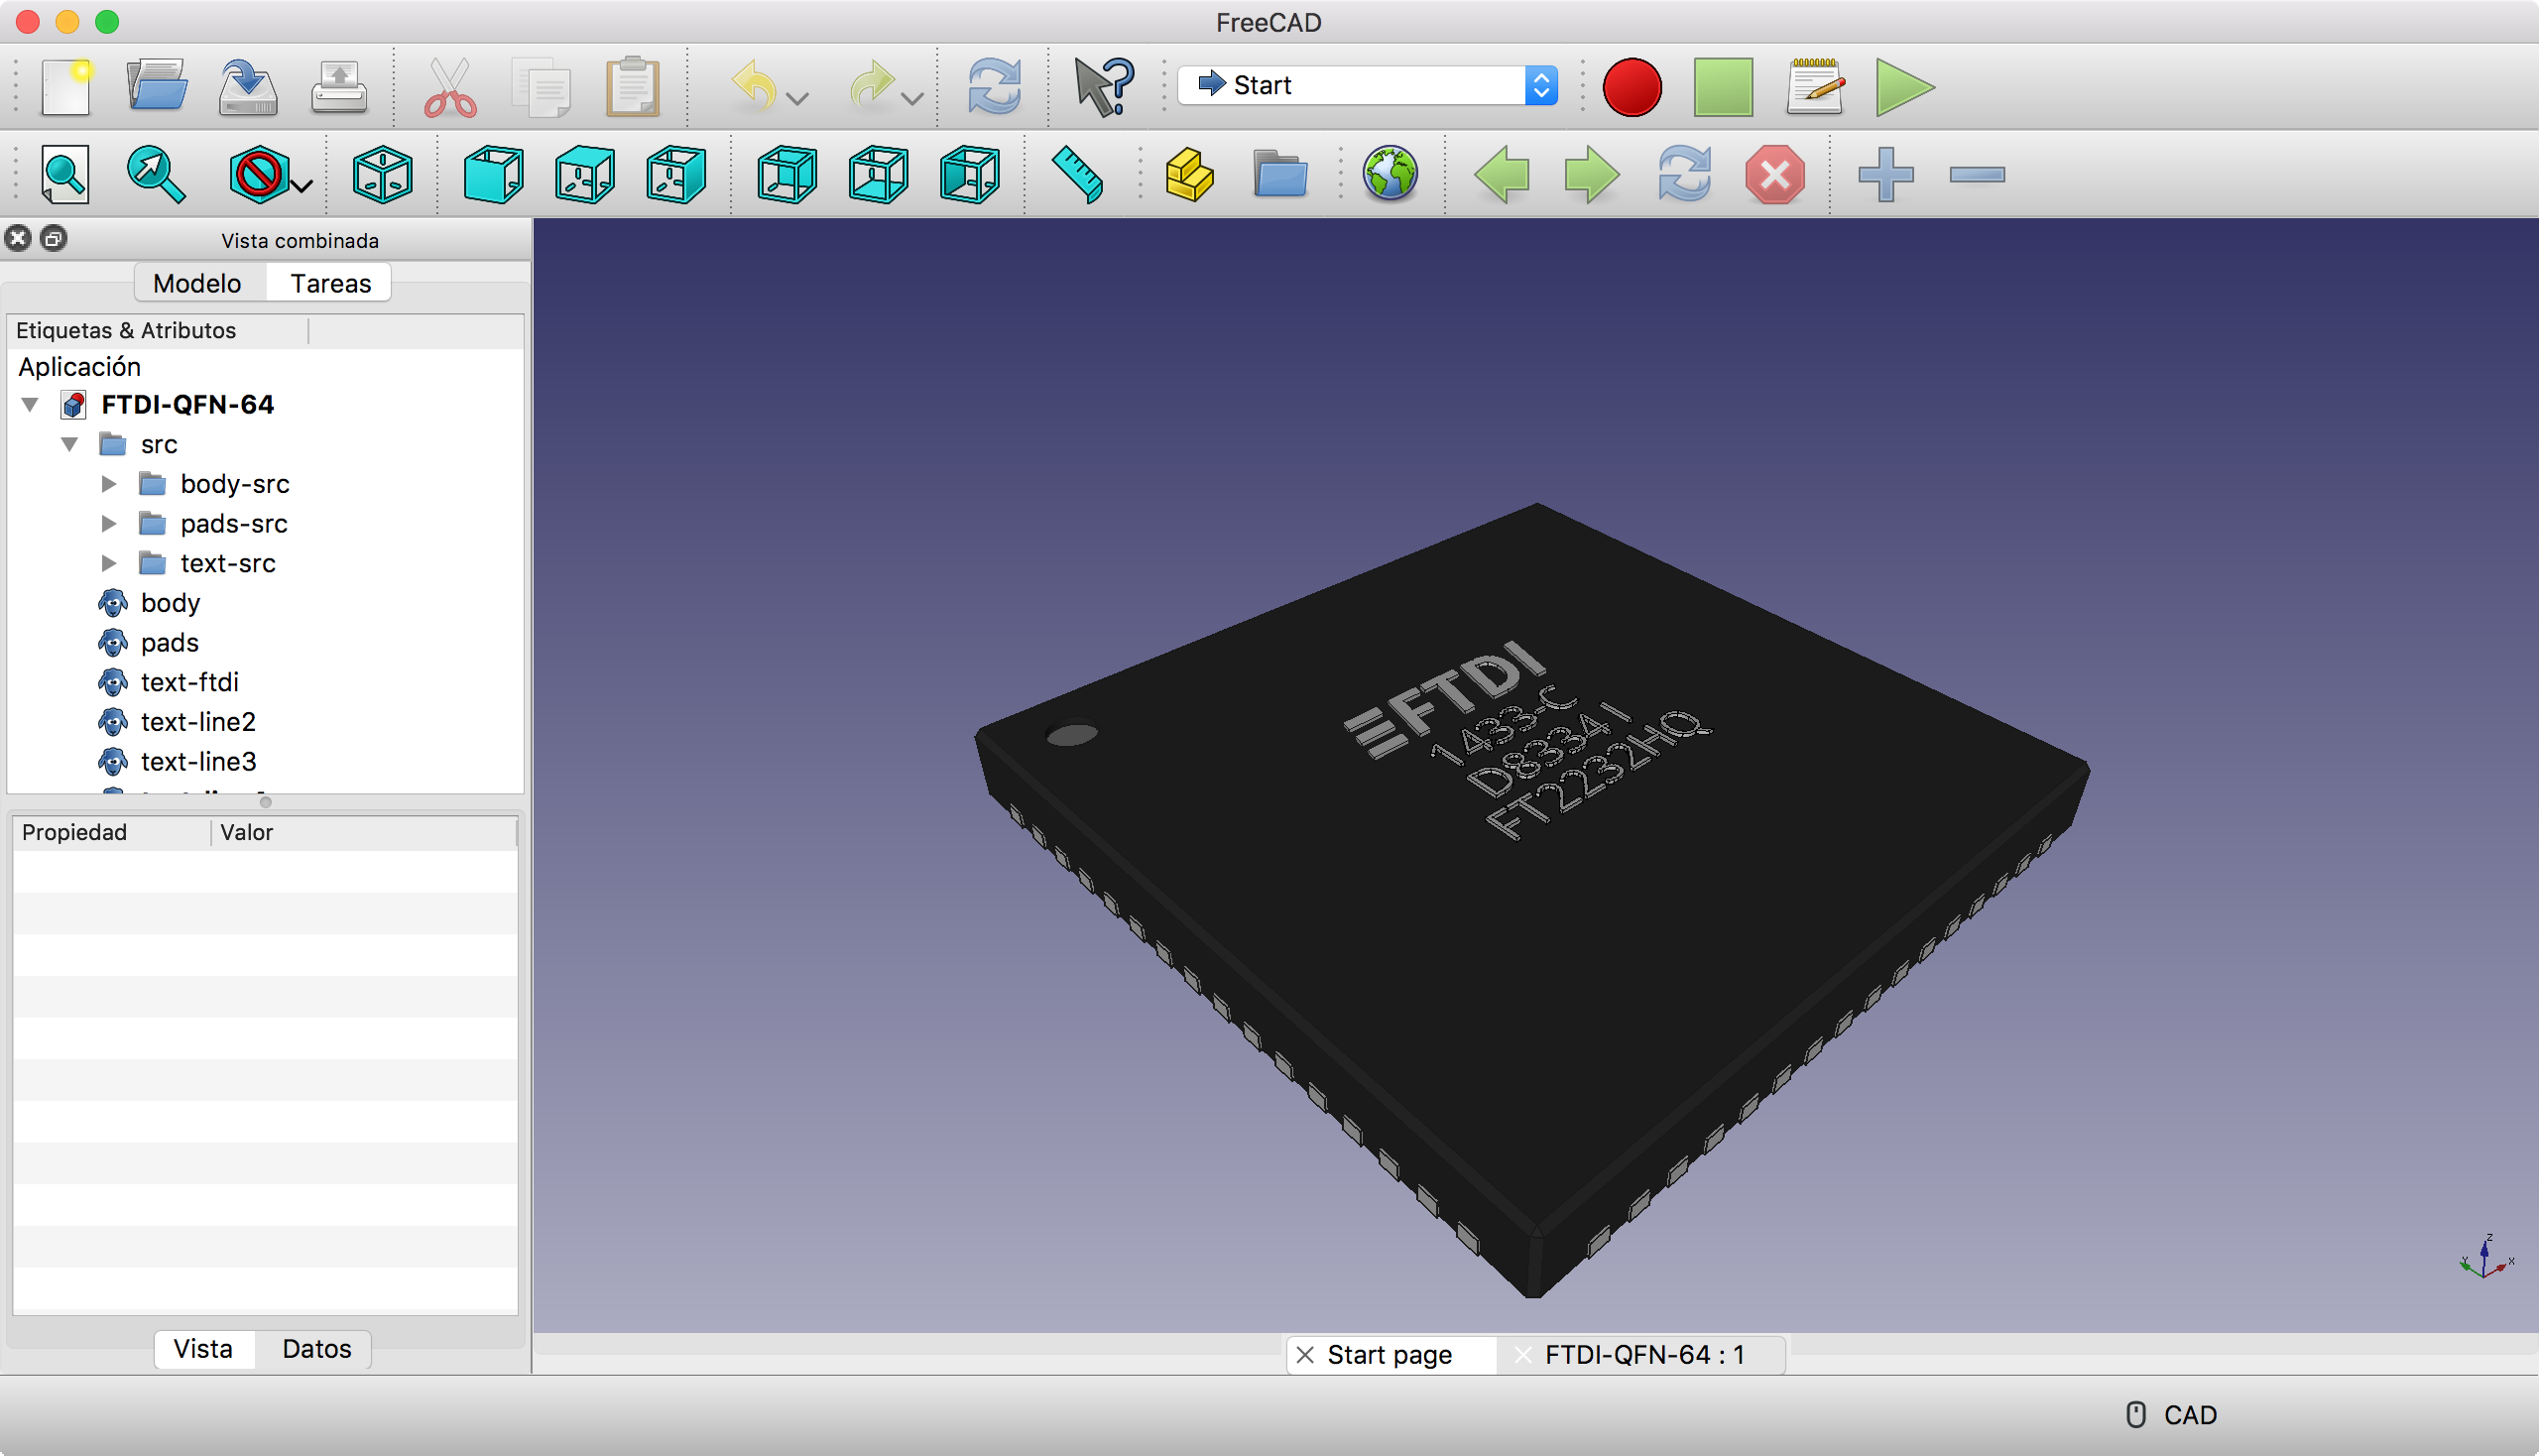 FreeCAD
Start
Vista combinada
Modelo Tareas
Etiquetas & Atributos
Aplicación
FTDI-QFN-64
src
body-src
pads-src
text-src
body
pads
text-ftdi
text-line2
text-line3
Propiedad Valor
Vista Datos
FTDI
1433-C
D83341
FT2232HQ
Z
Y
X
Start page
FTDI-QFN-64 : 1
CAD